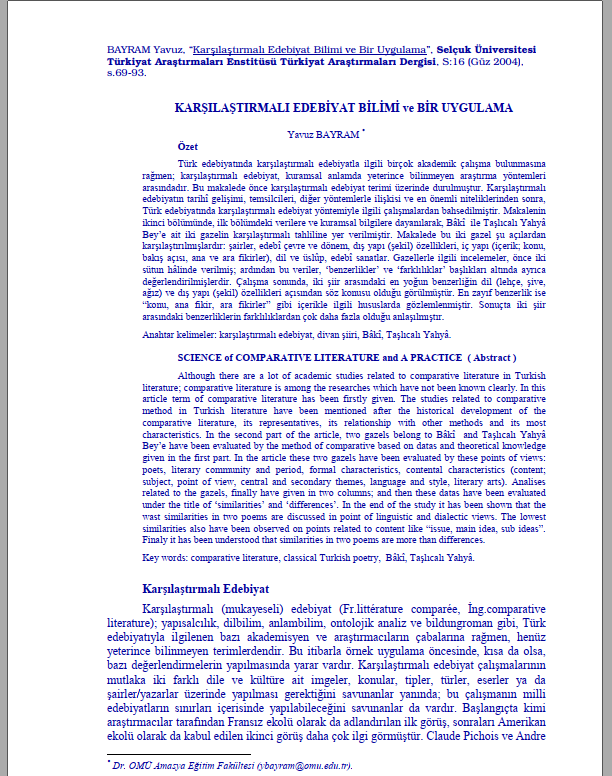 BAYRAM Yavuz, “Karşılaştırmalı Edebiyat Bilimi ve Bir Uygulama”, Selçuk Üniversitesi
Türkiyat Araştırmaları Enstitüsü Türkiyat Araştırmaları Dergisi, S:16 (Güz 2004),
s.69-93.
KARŞILAŞTIRMALI EDEBİYAT BİLİMİ ve BİR UYGULAMA
Yavuz BAYRAM *
Özet
Türk edebiyatında karşılaştırmalı edebiyatla ilgili birçok akademik çalışma bulunmasına
rağmen; karşılaştırmalı edebiyat, kuramsal anlamda yeterince bilinmeyen araştırma yöntemleri
arasındadır. Bu makalede önce karşılaştırmalı edebiyat terimi üzerinde durulmuştur. Karşılaştırmalı
edebiyatın tarihî gelişimi, temsilcileri, diğer yöntemlerle ilişkisi ve en önemli niteliklerinden sonra,
Türk edebiyatında karşılaştırmalı edebiyat yöntemiyle ilgili çalışmalardan bahsedilmiştir. Makalenin
ikinci bölümünde, ilk bölümdeki verilere ve kuramsal bilgilere dayanılarak, Bâkî ile Taşlıcalı Yahyâ
Bey’e ait iki gazelin karşılaştırmalı tahliline yer verilmiştir. Makalede bu iki gazel şu açılardan
karşılaştırılmışlardır: şairler, edebî çevre ve dönem, dış yapı (şekil) özellikleri, iç yapı (içerik; konu,
bakış açısı, ana ve ara fikirler), dil ve üslûp, edebî sanatlar. Gazellerle ilgili incelemeler, önce iki
sütun hâlinde verilmiş; ardından bu veriler, ‘benzerlikler’ ve ‘farklılıklar’ başlıkları altında ayrıca
değerlendirilmişlerdir. Çalışma sonunda, iki şiir arasındaki en yoğun benzerliğin dil (lehçe, şive,
ağız) ve dış yapı (şekil) özellikleri açısından söz konusu olduğu görülmüştür. En zayıf benzerlik ise
“konu, ana fikir, ara fikirler” gibi içerikle ilgili hususlarda gözlemlenmiştir. Sonuçta iki şiir
arasındaki benzerliklerin farklılıklardan çok daha fazla olduğu anlaşılmıştır.
Anahtar kelimeler: karşılaştırmalı edebiyat, divan şiiri, Bâkî, Taşlıcalı Yahyâ.
SCIENCE of COMPARATIVE LITERATURE and A PRACTICE ( Abstract )
Although there are a lot of academic studies related to comparative literature in Turkish
literature; comparative literature is among the researches which have not been known clearly. In this
article term of comparative literature has been firstly given. The studies related to comparative
method in Turkish literature have been mentioned after the historical development of the
comparative literature, its representatives, its relationship with other methods and its most
characteristics. In the second part of the article, two gazels belong to Bâkî and Taşlıcalı Yahyâ
Bey’e have been evaluated by the method of comparative based on datas and theoretical knowledge
given in the first part. In the article these two gazels have been evaluated by these points of views:
poets, literary community and period, formal characteristics, contental characteristics (content;
subject, point of view, central and secondary themes, language and style, literary arts). Analises
related to the gazels, finally have given in two columns; and then these datas have been evaluated
under the title of ‘similarities’ and ‘differences’. In the end of the study it has been shown that the
wast similarities in two poems are discussed in point of linguistic and dialectic views. The lowest
similarities also have been observed on points related to content like “issue, main idea, sub ideas”.
Finaly it has been understood that similarities in two poems are more than differences.
Key words: comparative literature, classical Turkish poetry, Bâkî, Taşlıcalı Yahyâ.
Karşılaştırmalı Edebiyat
Karşılaştırmalı (mukayeseli) edebiyat (Fr.littérature comparée, İng.comparative
literature); yapısalcılık, dilbilim, anlambilim, ontolojik analiz ve bildungroman gibi, Türk
edebiyatıyla ilgilenen bazı akademisyen ve araştırmacıların çabalarına rağmen, henüz
yeterince bilinmeyen terimlerdendir. Bu itibarla örnek uygulama öncesinde, kısa da olsa,
bazı değerlendirmelerin yapılmasında yarar vardır. Karşılaştırmalı edebiyat çalışmalarının
mutlaka iki farklı dile ve kültüre ait imgeler, konular, tipler, türler, eserler ya da
şairler/yazarlar üzerinde yapılması gerektiğini savunanlar yanında; bu çalışmanın milli
edebiyatların sınırları içerisinde yapılabileceğini savunanlar da vardır. Başlangıçta kimi
araştırmacılar tarafından Fransız ekolü olarak da adlandırılan ilk görüş, sonraları Amerikan
ekolü olarak da kabul edilen ikinci görüş daha çok ilgi görmüştür. Claude Pichois ve Andre
* Dr. OMÜ Amasya Eğitim Fakültesi (ybayram@omu.edu.tr).